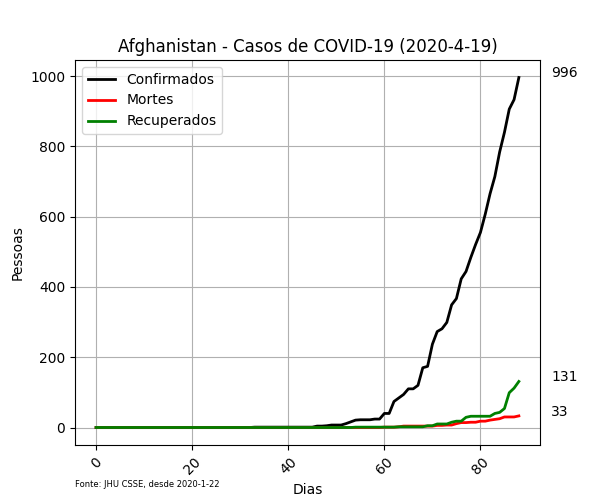 Afghanistan - Casos de COVID-19 (2020-4-19)
Confirmados
Mortes
Recuperados
996
131
33
1000
800
600
400
200
0
Pessoas
0
20
40
60
80
Dias
Fonte: JHU CSSE, desde 2020-1-22